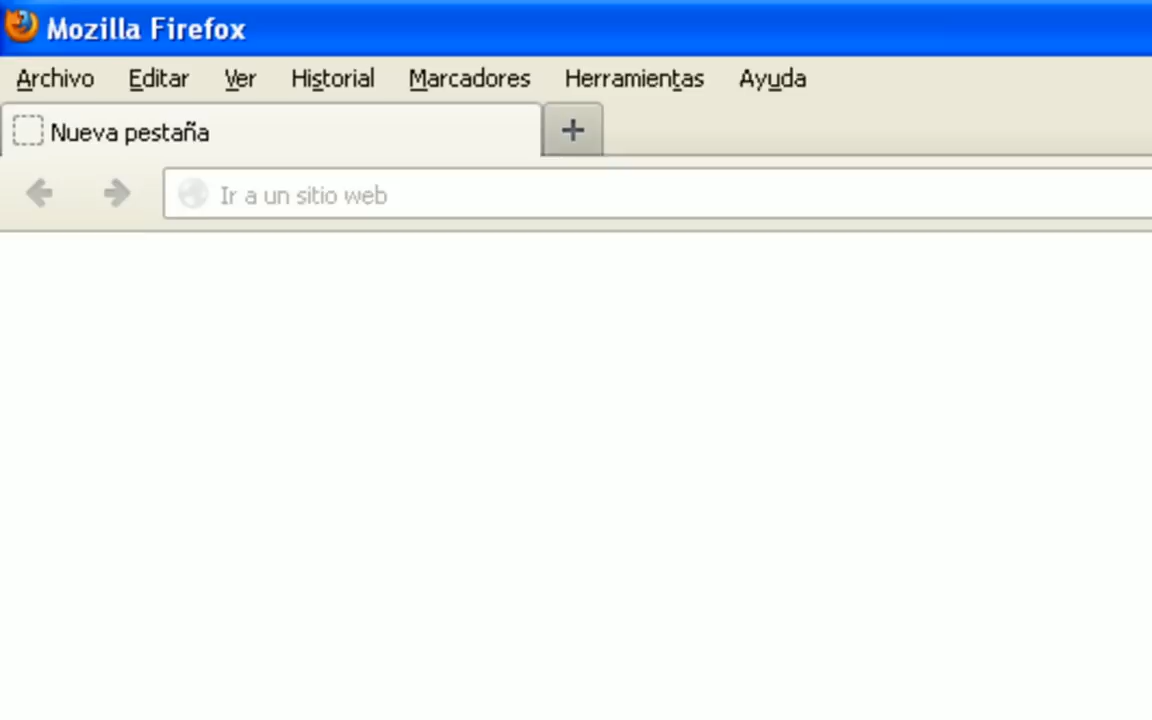 Mozilla Firefox
Archivo Editar Ver Historial Marcadores Herramientas Ayuda
Nueva pestaña +
Ir a un sitio web